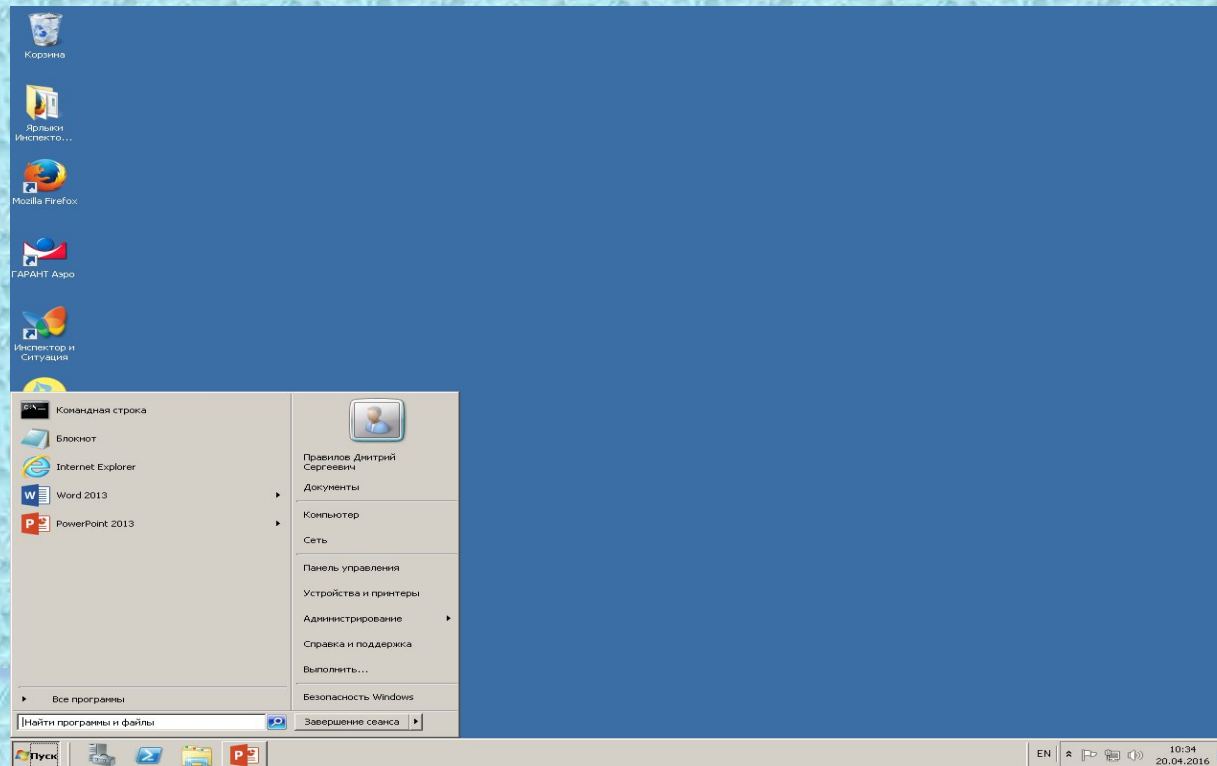 Корзина
Ярлыки
Инспекто...
Mozilla Firefox
ГАРАНТ Аэро
Инспектор и
Ситуация
Командная строка
Блокнот
Internet Explorer
Word 2013
PowerPoint 2013
Все программы
Найти программы и файлы
Правилов Дмитрий
Сергеевич
Документы
Компьютер
Сеть
Панель управления
Устройства и принтеры
Администрирование
Справка и поддержка
Выполнить...
Безопасность Windows
Завершение сеанса
Пуск
EN
10:34
20.04.2016